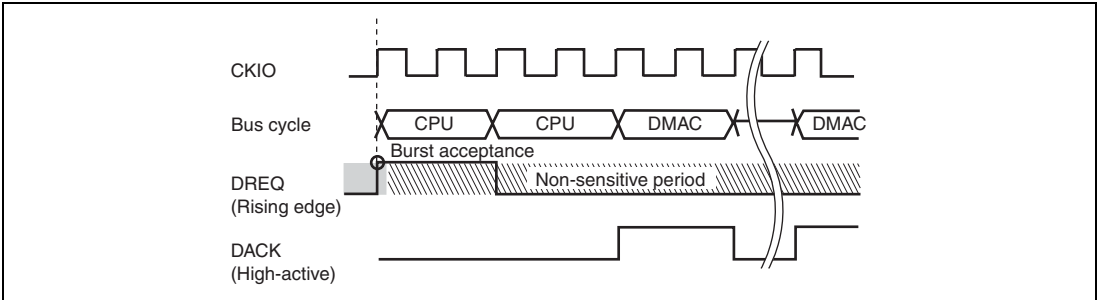 CKIO
Bus cycle
CPU CPU DMAC DMAC
Burst acceptance
DREQ
(Rising edge)
Non-sensitive period
DACK
(High-active)